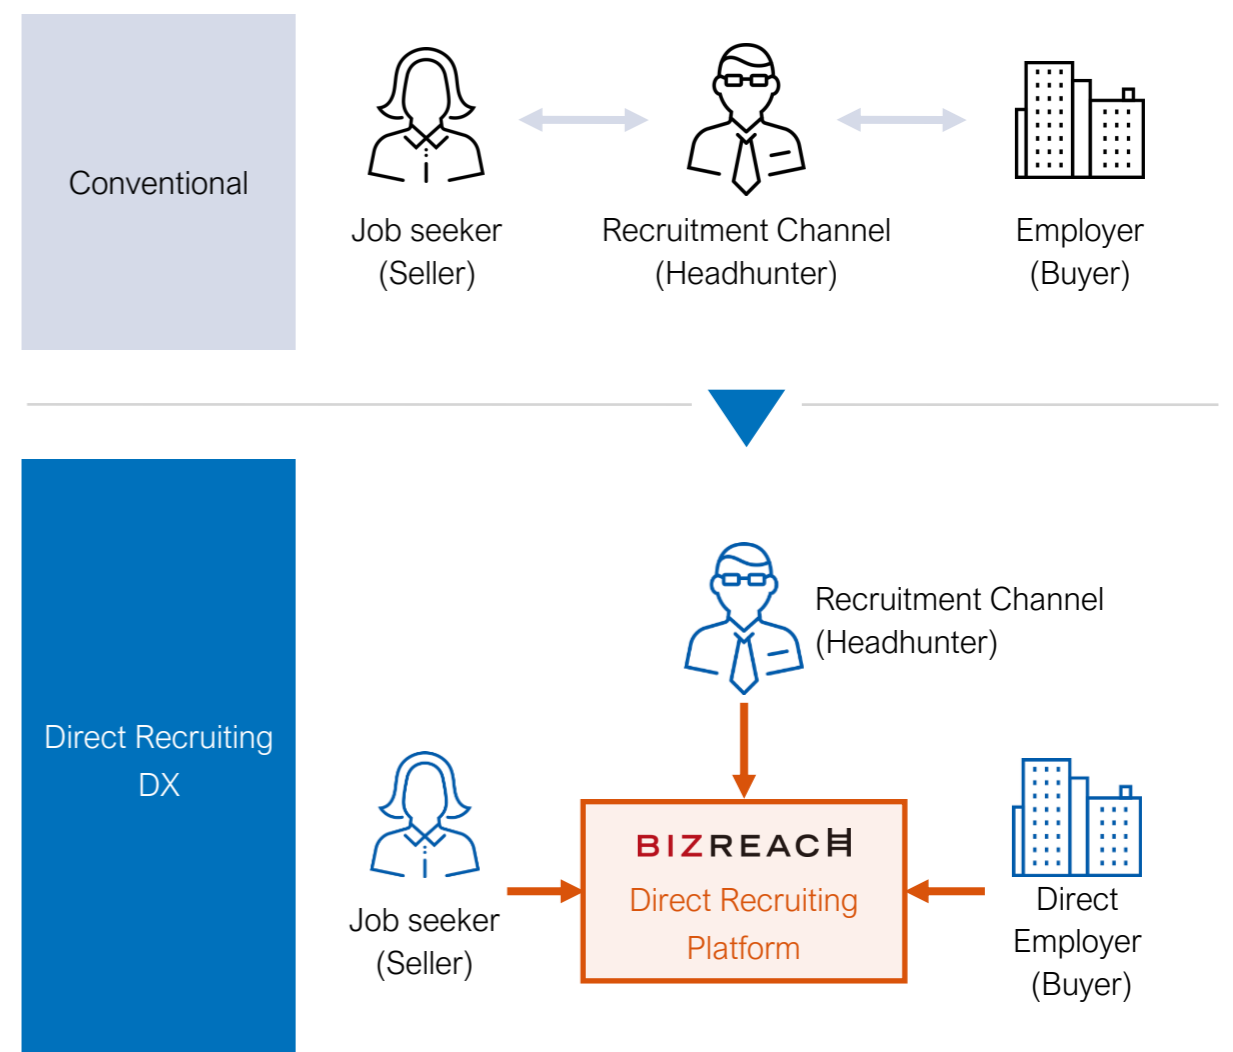 Conventional
Job seeker
(Seller)
Recruitment Channel
(Headhunter)
Employer
(Buyer)
Direct Recruiting
DX
Recruitment Channel
(Headhunter)
Job seeker
(Seller)
BIZREACH
Direct Recruiting
Platform
Direct
Employer
(Buyer)